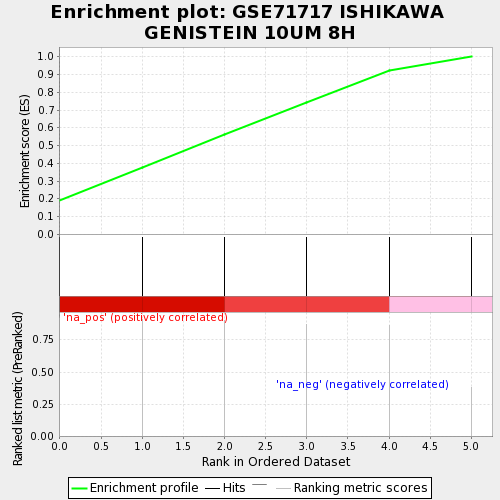 Enrichment plot: GSE71717 ISHIKAWA
GENISTEIN 10UM 8H
Enrichment score (ES)
1.0
0.9
0.8
0.7
0.6
0.5
0.4
0.3
0.2
0.1
0.0
'na_pos' (positively correlated)
Ranked list metric (PreRanked)
0.75
0.50
0.25
0.00
'na_neg' (negatively correlated)
0.0 0.5 1.0 1.5 2.0 2.5 3.0 3.5 4.0 4.5 5.0
Rank in Ordered Dataset
Enrichment profile Hits Ranking metric scores